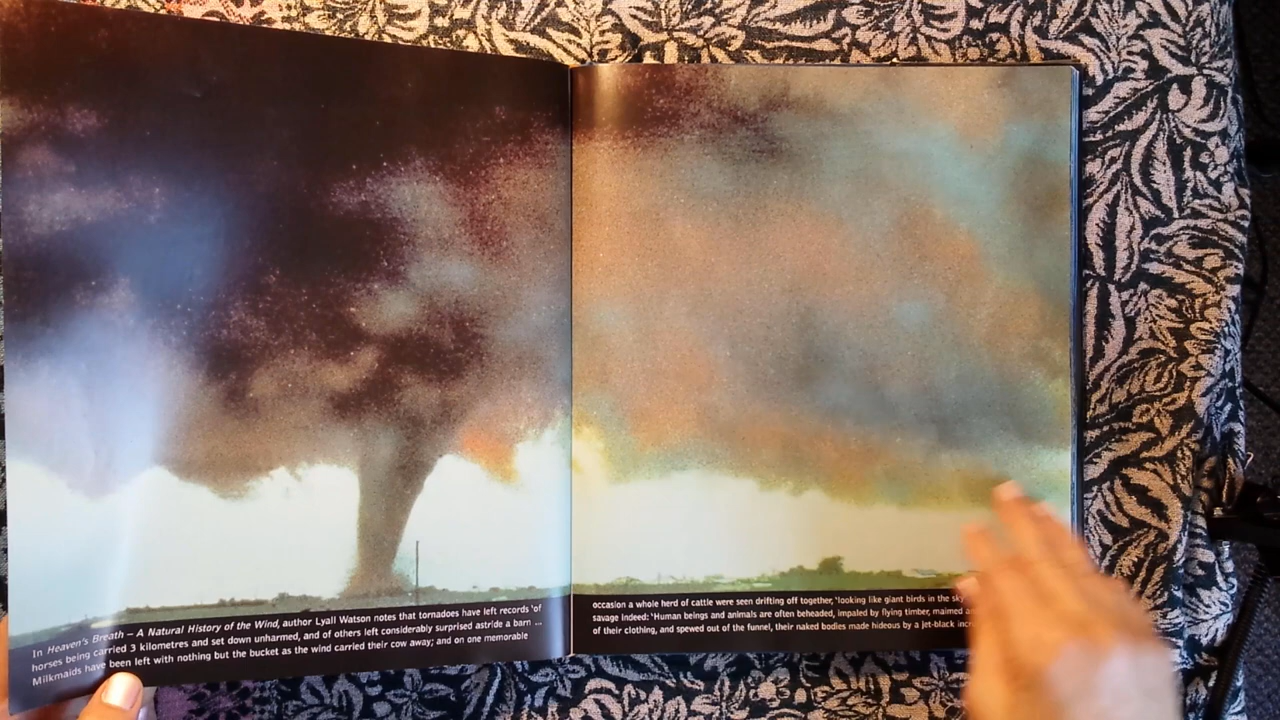 In Heaven's Breath – A Natural History of the Wind, author Lyall Watson notes that tornadoes have left records 'of
horses being carried 3 kilometres and set down unharmed, and of others left considerably surprised astride a barn ...
Milkmaids have been left with nothing but the bucket as the wind carried their cow away; and on one memorable
occasion a whole herd of cattle were seen drifting off together, 'looking like giant birds in the sky
savage indeed: 'Human beings and animals are often beheaded, impaled by flying timber, maimed
of their clothing, and spewed out of the funnel, their naked bodies made hideous by a jet-black